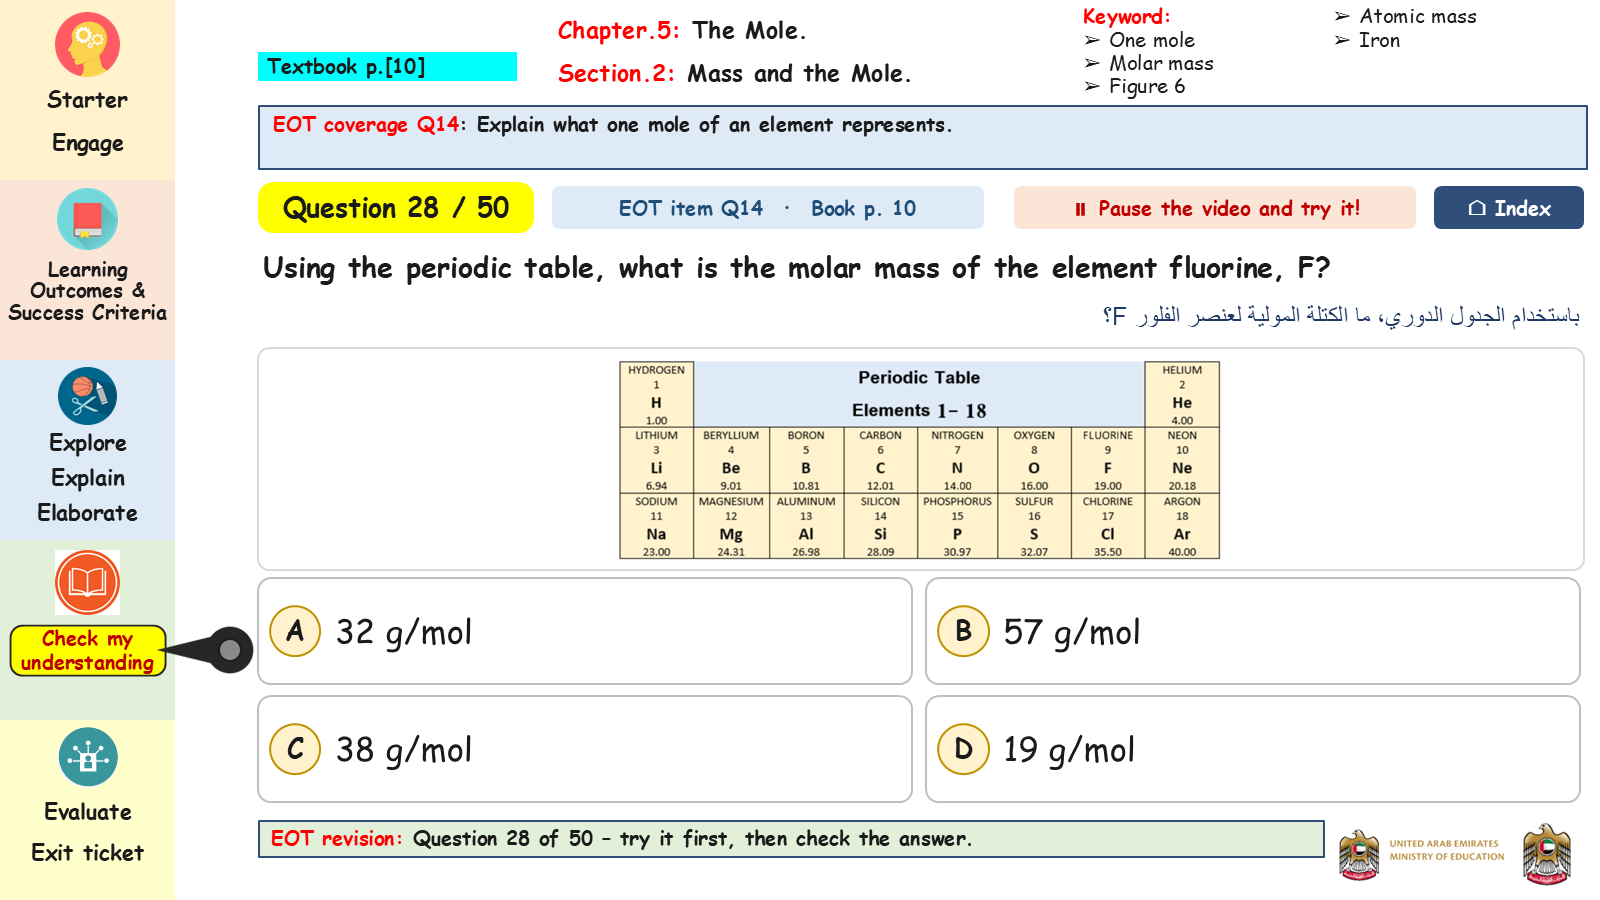 Starter
Engage
Learning
Outcomes &
Success Criteria
Explore
Explain
Elaborate
Check my
understanding
Evaluate
Exit ticket
Textbook p.[10]
Chapter.5: The Mole.
Section.2: Mass and the Mole.
Keyword:
➢ One mole
➢ Molar mass
➢ Figure 6
➢ Atomic mass
➢ Iron
EOT coverage Q14: Explain what one mole of an element represents.
Question 28 / 50
EOT item Q14 · Book p. 10
⏸ Pause the video and try it!
Index
Using the periodic table, what is the molar mass of the element fluorine, F?
باستخدام الجدول الدوري، ما الكتلة المولية لعنصر الفلور F؟
Periodic Table
Elements 1- 18
HYDROGEN HELIUM
1 2
H He
1.00 4.00
LITHIUM BERYLLIUM BORON CARBON NITROGEN OXYGEN FLUORINE NEON
3 4 5 6 7 8 9 10
Li Be B C N O F Ne
6.94 9.01 10.81 12.01 14.00 16.00 19.00 20.18
SODIUM MAGNESIUM ALUMINUM SILICON PHOSPHORUS SULFUR CHLORINE ARGON
11 12 13 14 15 16 17 18
Na Mg Al Si P S Cl Ar
23.00 24.31 26.98 28.09 30.97 32.07 35.50 40.00
A 32 g/mol
B 57 g/mol
C 38 g/mol
D 19 g/mol
EOT revision: Question 28 of 50 – try it first, then check the answer.
UNITED ARAB EMIRATES
MINISTRY OF EDUCATION